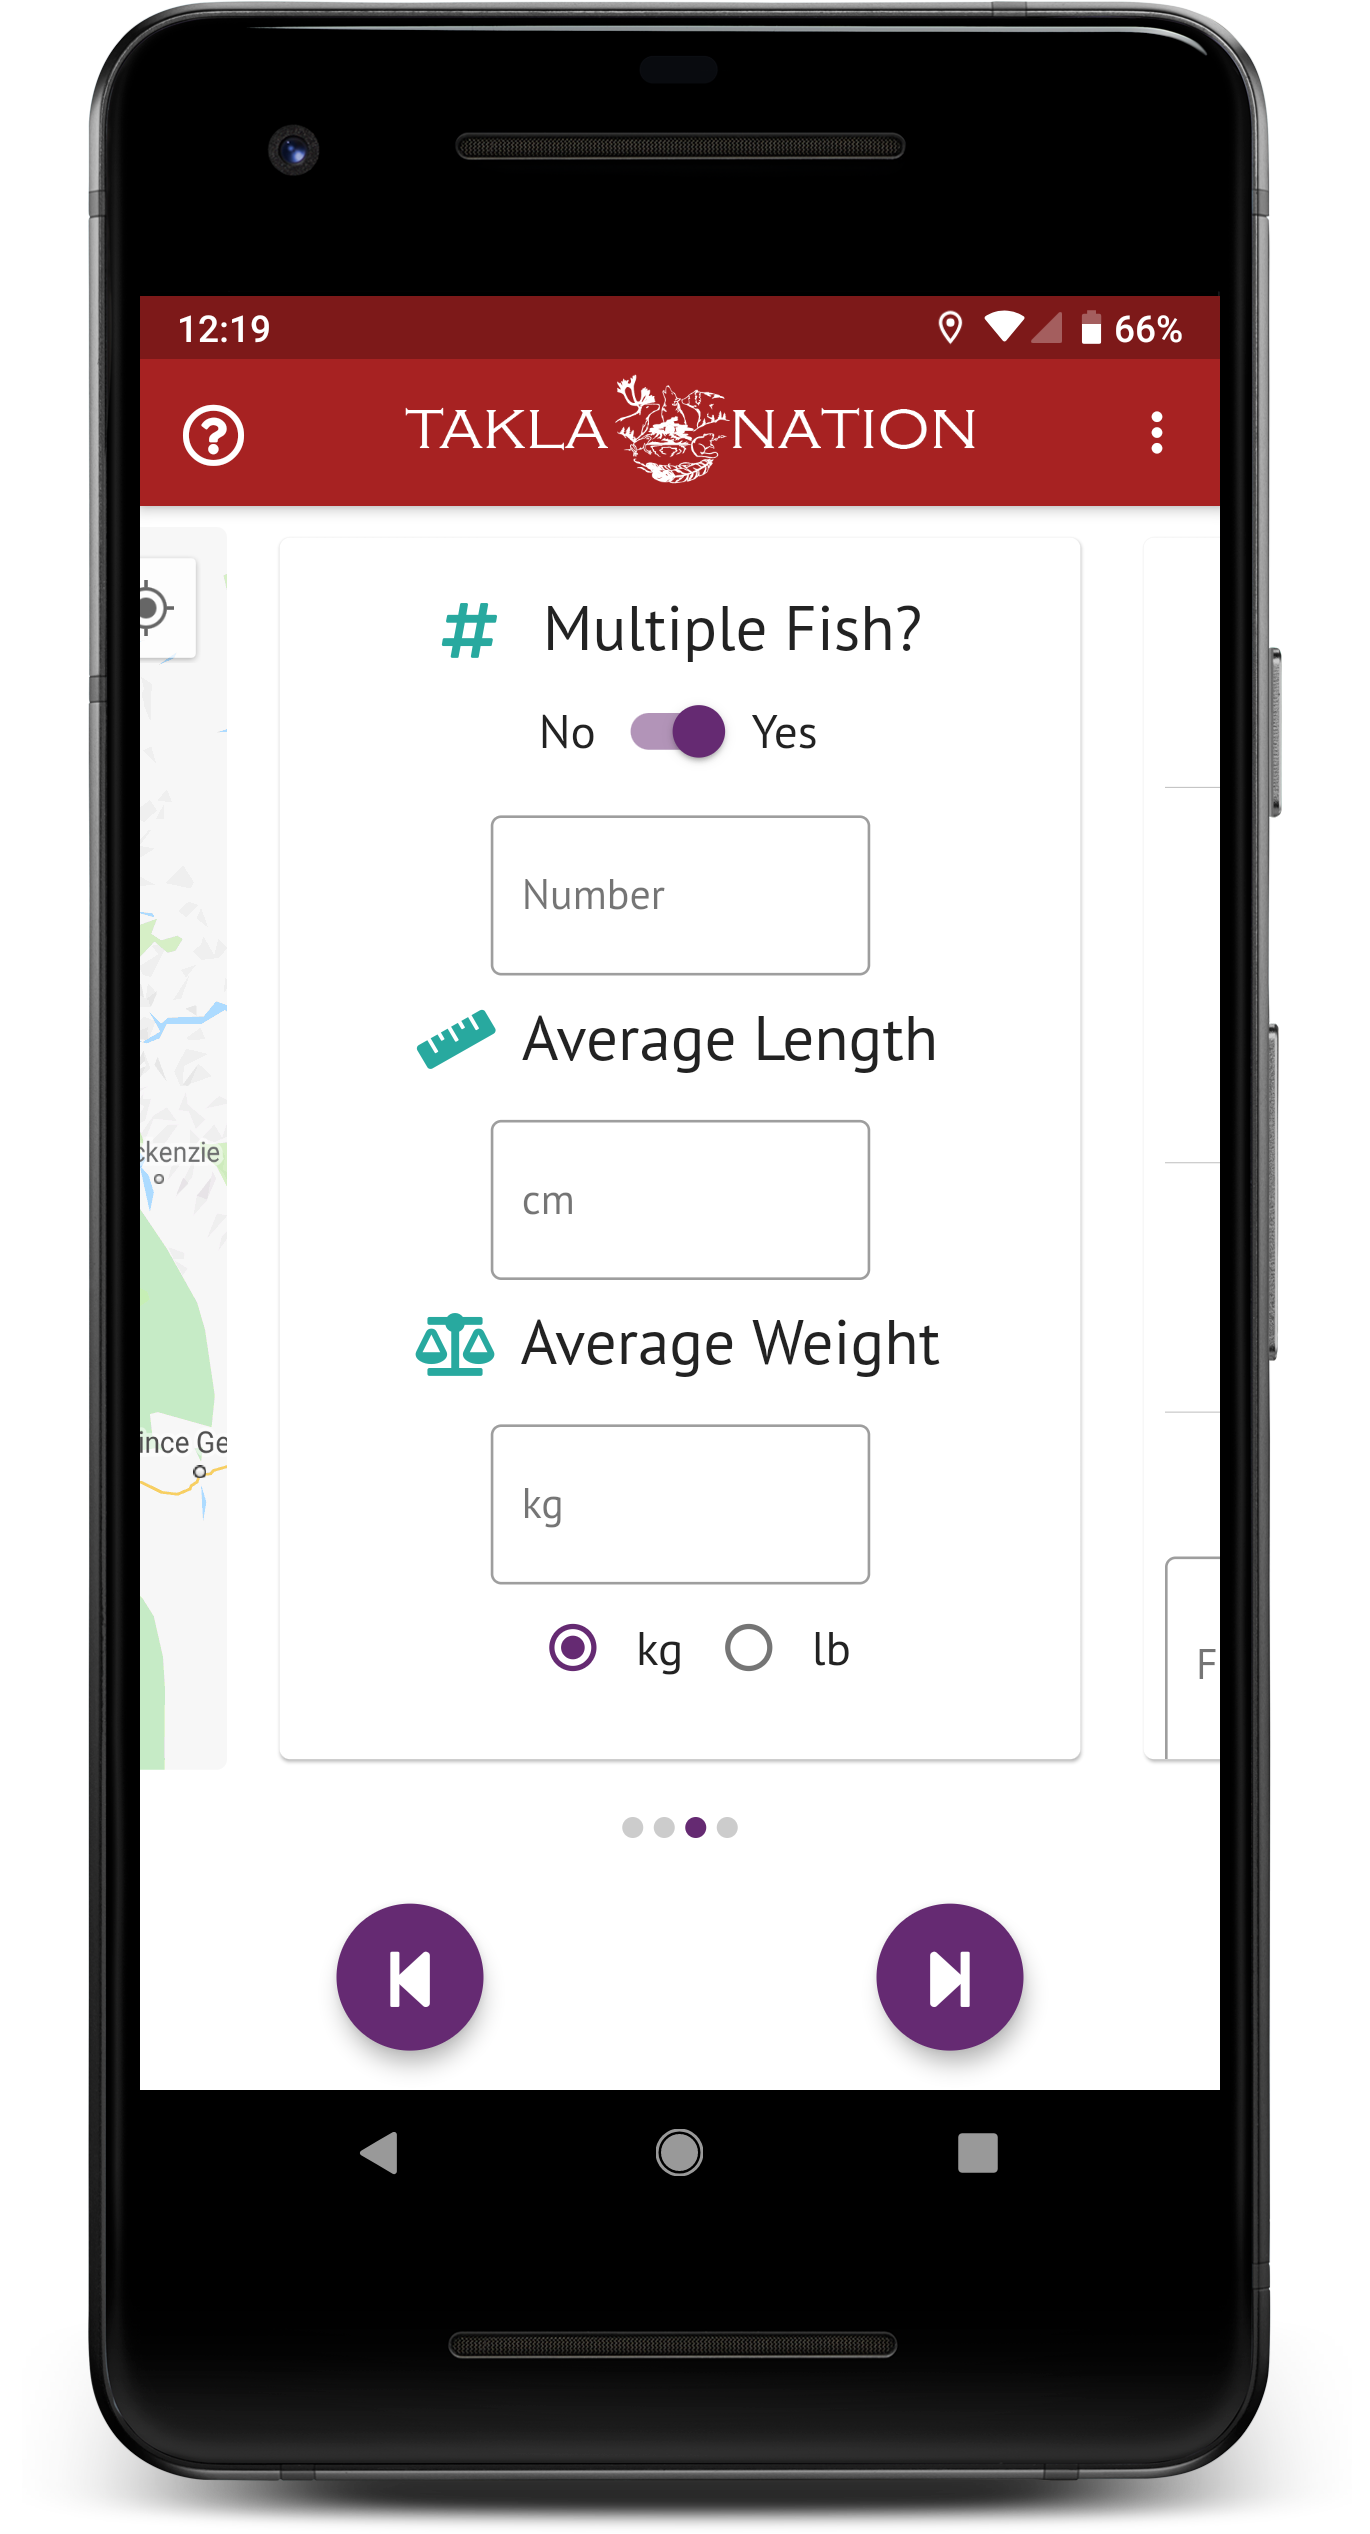 12:19
66%
TAKLA NATION
# Multiple Fish?
No Yes
Number
Average Length
cm
ckenzie
Average Weight
ince Ge
kg
F
kg lb